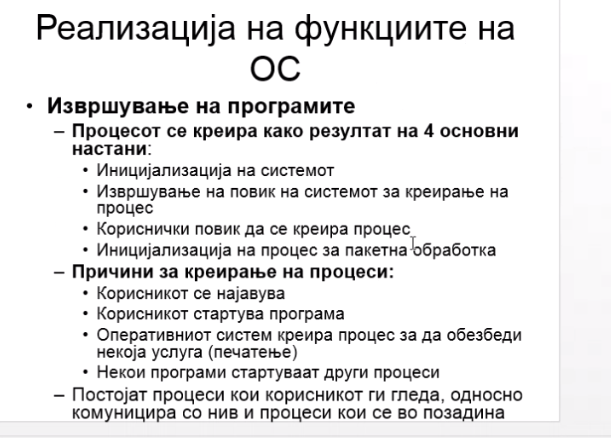 Реализација на функциите на
ОС
• Извршување на програмите
– Процесот се креира како резултат на 4 основни
настани:
• Иницијализација на системот
• Извршување на повик на системот за креирање на
процес
• Кориснички повик да се креира процес
• Иницијализација на процес за пакетна обработка
– Причини за креирање на процеси:
• Корисникот се најавува
• Корисникот стартува програма
• Оперативниот систем креира процес за да обезбеди
некоја услуга (печатење)
• Некои програми стартуваат други процеси
– Постојат процеси кои корисникот ги гледа, односно
комуницира со нив и процеси кои се во позадина